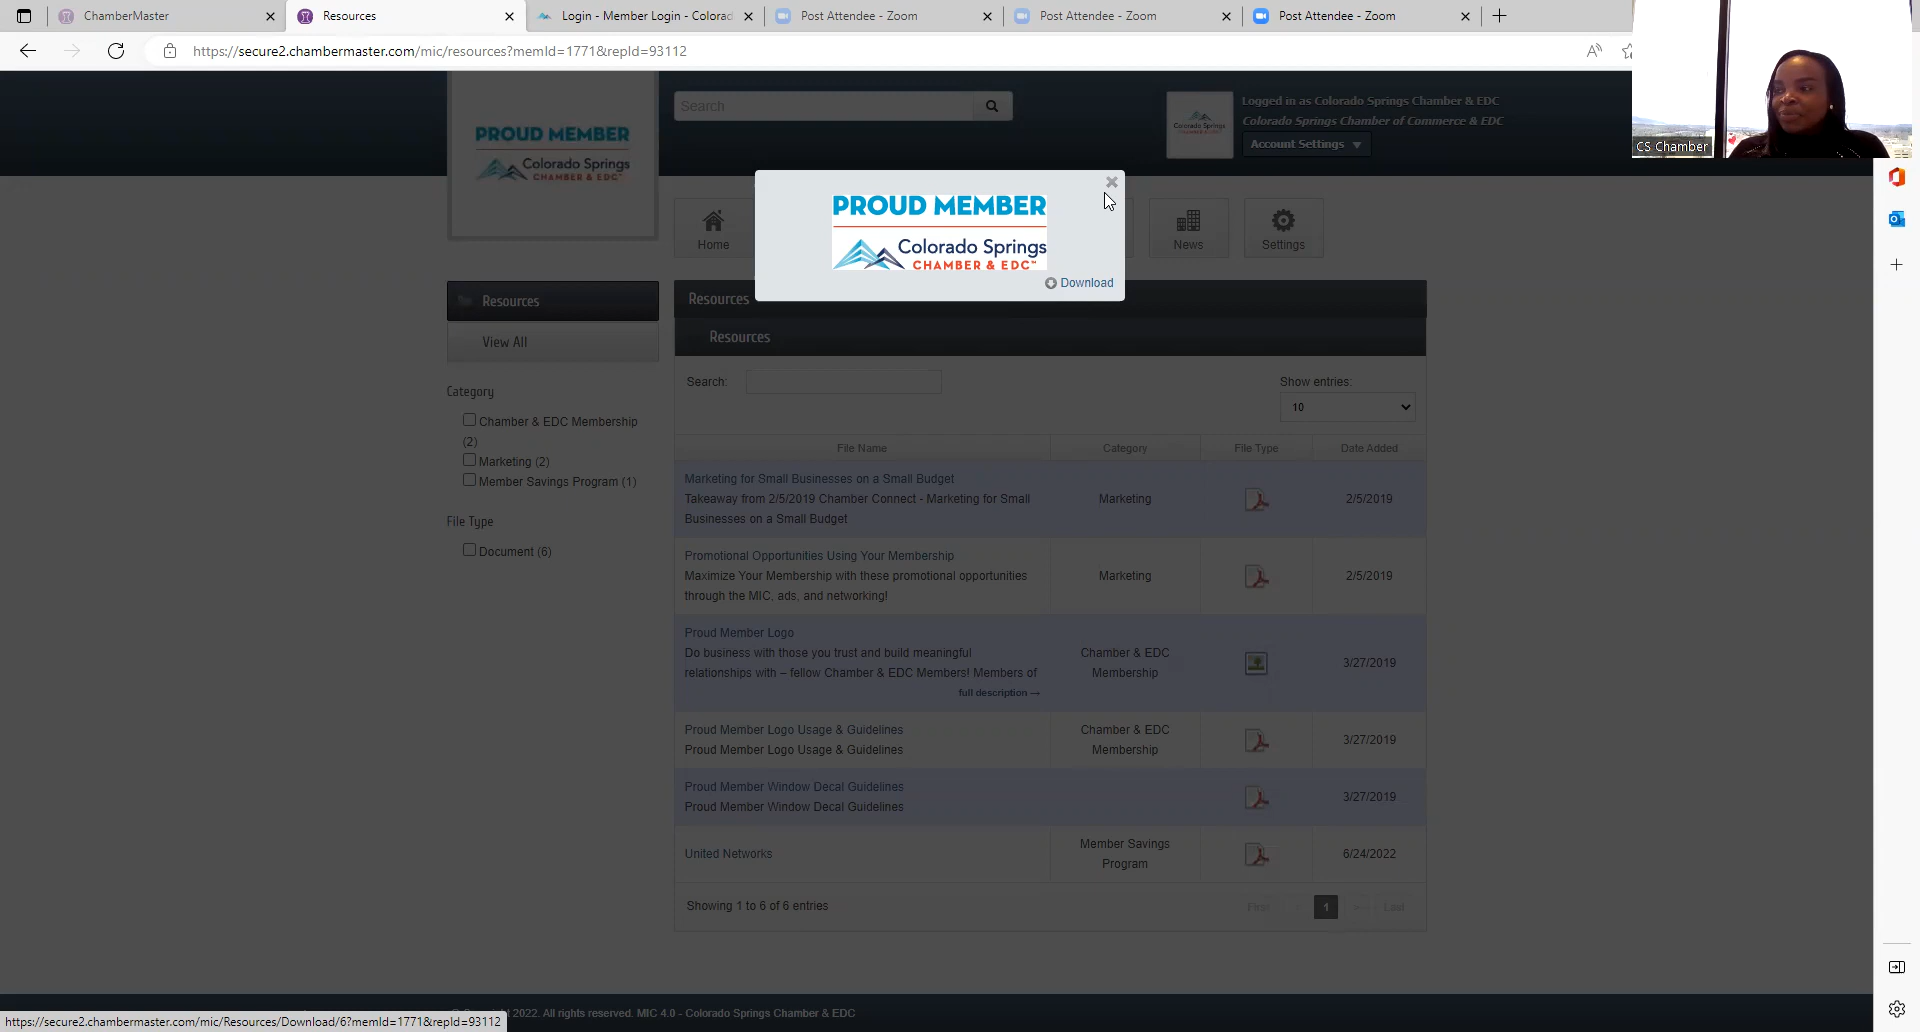 ChamberMaster
Resources
Login - Member Login - Colorad
Post Attendee - Zoom
Post Attendee - Zoom
Post Attendee - Zoom
https://secure2.chambermaster.com/mic/resources?memId=1771&repId=93112
PROUD MEMBER
Colorado Springs
CHAMBER & EDC
Search
Colorado Springs
CHAMBER & EDC
Logged in as Colorado Springs Chamber & EDC
Colorado Springs Chamber of Commerce & EDC
Account Settings
CS Chamber
PROUD MEMBER
Colorado Springs
CHAMBER & EDC™
Download
Home
News
Settings
Resources
View All
Category
Chamber & EDC Membership
(2)
Marketing (2)
Member Savings Program (1)
File Type
Document (6)
Resources
Resources
Search:
Show entries:
10
File Name Category File Type Date Added
Marketing for Small Businesses on a Small Budget
Takeaway from 2/5/2019 Chamber Connect - Marketing for Small
Businesses on a Small Budget
Marketing
2/5/2019
Promotional Opportunities Using Your Membership
Maximize Your Membership with these promotional opportunities
through the MIC, ads, and networking!
Marketing
2/5/2019
Proud Member Logo
Do business with those you trust and build meaningful
relationships with – fellow Chamber & EDC Members! Members of
full description →
Chamber & EDC
Membership
3/27/2019
Proud Member Logo Usage & Guidelines
Proud Member Logo Usage & Guidelines
Chamber & EDC
Membership
3/27/2019
Proud Member Window Decal Guidelines
Proud Member Window Decal Guidelines
3/27/2019
United Networks
Member Savings
Program
6/24/2022
Showing 1 to 6 of 6 entries
First
1
Last
2022. All rights reserved. MIC 4.0 - Colorado Springs Chamber & EDC
https://secure2.chambermaster.com/mic/Resources/Download/6?memId=1771&repId=93112